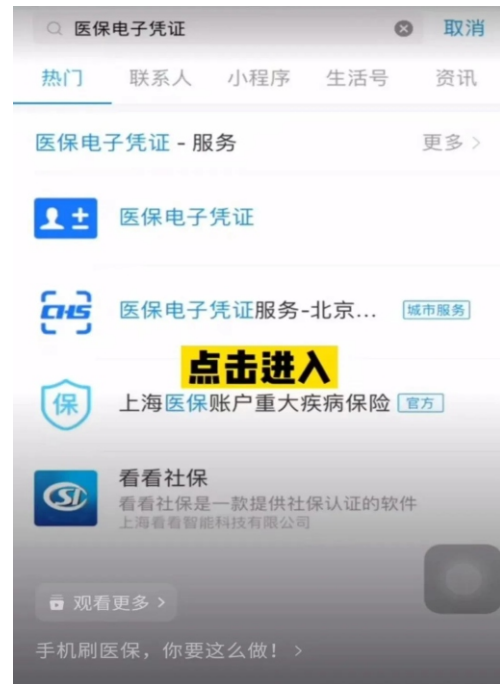 医保电子凭证 取消
热门 联系人 小程序 生活号 资讯
医保电子凭证 - 服务 更多 >
医保电子凭证
CHS 医保电子凭证服务-北京... 城市服务
点击进入
保 上海医保账户重大疾病保险 官方
看看社保
看看社保是一款提供社保认证的软件
上海看看智能科技有限公司
观看更多 >
手机刷医保，你要这么做！ >